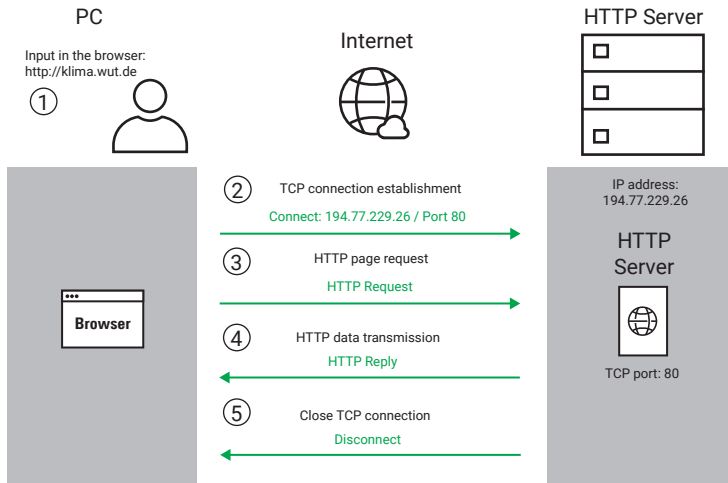 PC
Input in the browser:
http://klima.wut.de
1
Internet
HTTP Server
2
TCP connection establishment
Connect: 194.77.229.26 / Port 80
3
HTTP page request
HTTP Request
4
HTTP data transmission
HTTP Reply
5
Close TCP connection
Disconnect
Browser
IP address:
194.77.229.26
HTTP
Server
TCP port: 80